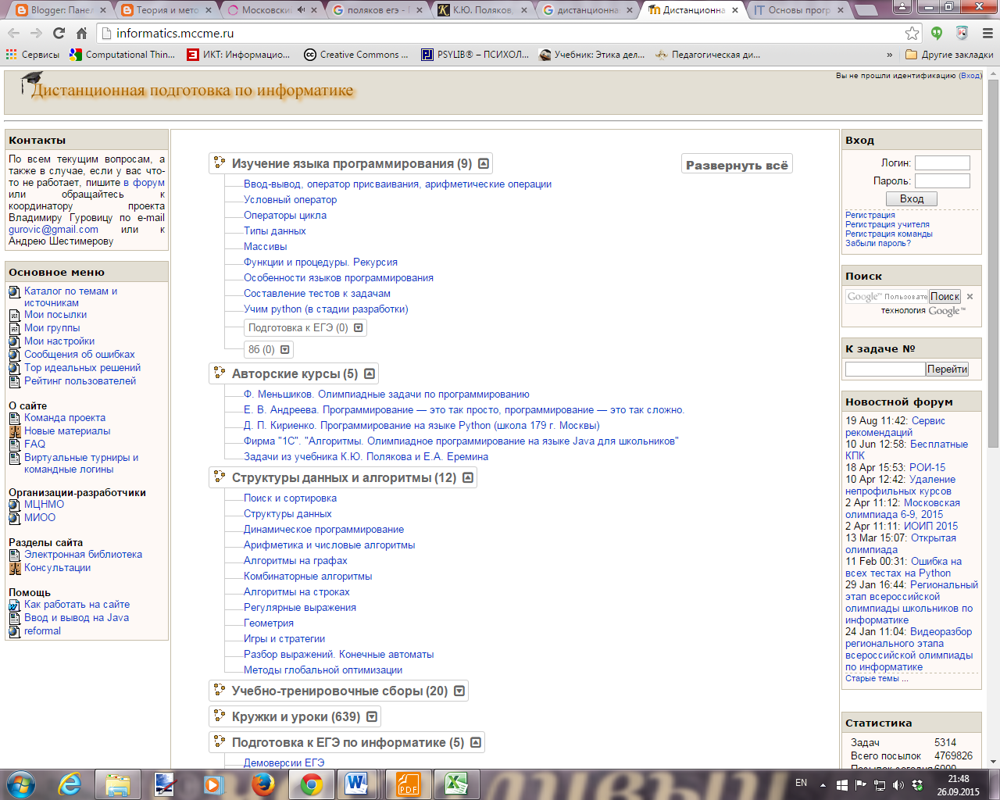 Blogger: Панел
Теория и мето
Московски
поляков егэ -
К.Ю. Поляков,
дистанционна
Дистанционна
Основы прогр
informatics.mccme.ru
Сервисы
Computational Thin...
ИКТ: Информацио...
Creative Commons ...
PSYLIB® – ПСИХОЛ...
Учебник: Этика дел...
Педагогическая ди...
»
Другие закладки
Дистанционная подготовка по информатике
Вы не прошли идентификацию (Вход)
Контакты
По всем текущим вопросам, а
также в случае, если у вас что-
то не работает, пишите в форум
или обращайтесь к
координатору проекта
Владимиру Гуровицу по e-mail
gurovic@gmail.com или к
Андрею Шестимерову
Основное меню
Каталог по темам и
источникам
Мои посылки
Мои группы
Мои настройки
Сообщения об ошибках
Top идеальных решений
Рейтинг пользователей
О сайте
Команда проекта
Новые материалы
FAQ
Виртуальные турниры и
командные логины
Организации-разработчики
МЦНМО
МИОО
Разделы сайта
Электронная библиотека
Консультации
Помощь
Как работать на сайте
Ввод и вывод на Java
reformal
Изучение языка программирования (9)
Развернуть всё
Ввод-вывод, оператор присваивания, арифметические операции
Условный оператор
Операторы цикла
Типы данных
Массивы
Функции и процедуры. Рекурсия
Особенности языков программирования
Составление тестов к задачам
Учим python (в стадии разработки)
Подготовка к ЕГЭ (0)
8б (0)
Авторские курсы (5)
Ф. Меньшиков. Олимпиадные задачи по программированию
Е. В. Андреева. Программирование — это так просто, программирование — это так сложно.
Д. П. Кириенко. Программирование на языке Python (школа 179 г. Москвы)
Фирма "1С". "Алгоритмы. Олимпиадное программирование на языке Java для школьников"
Задачи из учебника К.Ю. Полякова и Е.А. Еремина
Структуры данных и алгоритмы (12)
Поиск и сортировка
Структуры данных
Динамическое программирование
Арифметика и числовые алгоритмы
Алгоритмы на графах
Комбинаторные алгоритмы
Алгоритмы на строках
Регулярные выражения
Геометрия
Игры и стратегии
Разбор выражений. Конечные автоматы
Методы глобальной оптимизации
Учебно-тренировочные сборы (20)
Кружки и уроки (639)
Подготовка к ЕГЭ по информатике (5)
Демоверсии ЕГЭ
Вход
Логин:
Пароль:
Вход
Регистрация
Регистрация учителя
Регистрация команды
Забыли пароль?
Поиск
Google™ Пользовате
Поиск
технология Google™
К задаче №
Перейти
Новостной форум
19 Aug 11:42: Сервис
рекомендаций
10 Jun 12:58: Бесплатные
КПК
18 Apr 15:53: РОИ-15
10 Apr 12:42: Удаление
непрофильных курсов
2 Apr 11:12: Московская
олимпиада 6-9, 2015
2 Apr 11:11: ИОИП 2015
13 Mar 15:07: Открытая
олимпиада
11 Feb 00:31: Ошибка на
всех тестах на Python
29 Jan 16:44: Региональный
этап всероссийской
олимпиады школьников по
информатике
24 Jan 11:04: Видеоразбор
регионального этапа
всероссийской олимпиады
по информатике
Старые темы ...
Статистика
Задач 5314
Всего посылок 4769826
Посылок сегодня 6000
PDF
EN
21:48
26.09.2015